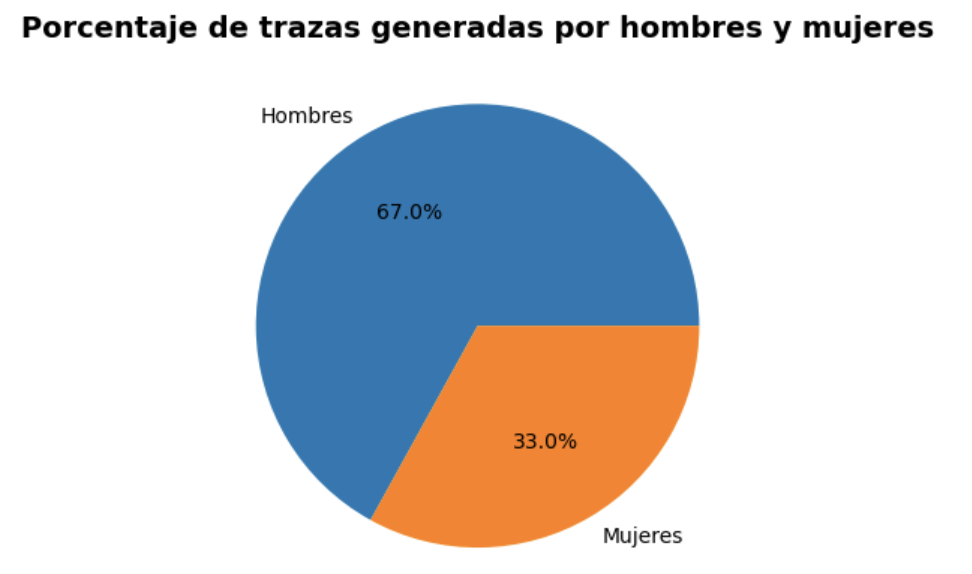 Porcentaje de trazas generadas por hombres y mujeres
Hombres
67.0%
33.0%
Mujeres